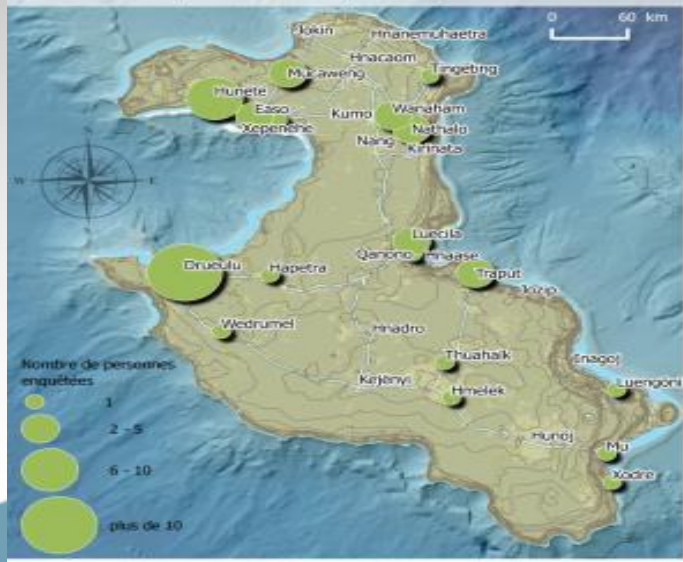 0 60 km
Jokin
Hnanemuhaetra
Hnacaom
Mucaweng
Tingeting
Hunete
Easo
Kumo
Wanaham
Xepenehe
Nathalo
Nang
Kirinata
N
W E
S
Luecila
Qanono
Hnaase
Drueulu
Hapetra
Traput
Jozip
Wedrumel
Hnadro
Thuahaik
Inagoj
Kejenyi
Luengoni
Hmelek
Hunoj
Mu
Xodre
Nombre de personnes
enquêtées
1
2 - 5
6 - 10
plus de 10